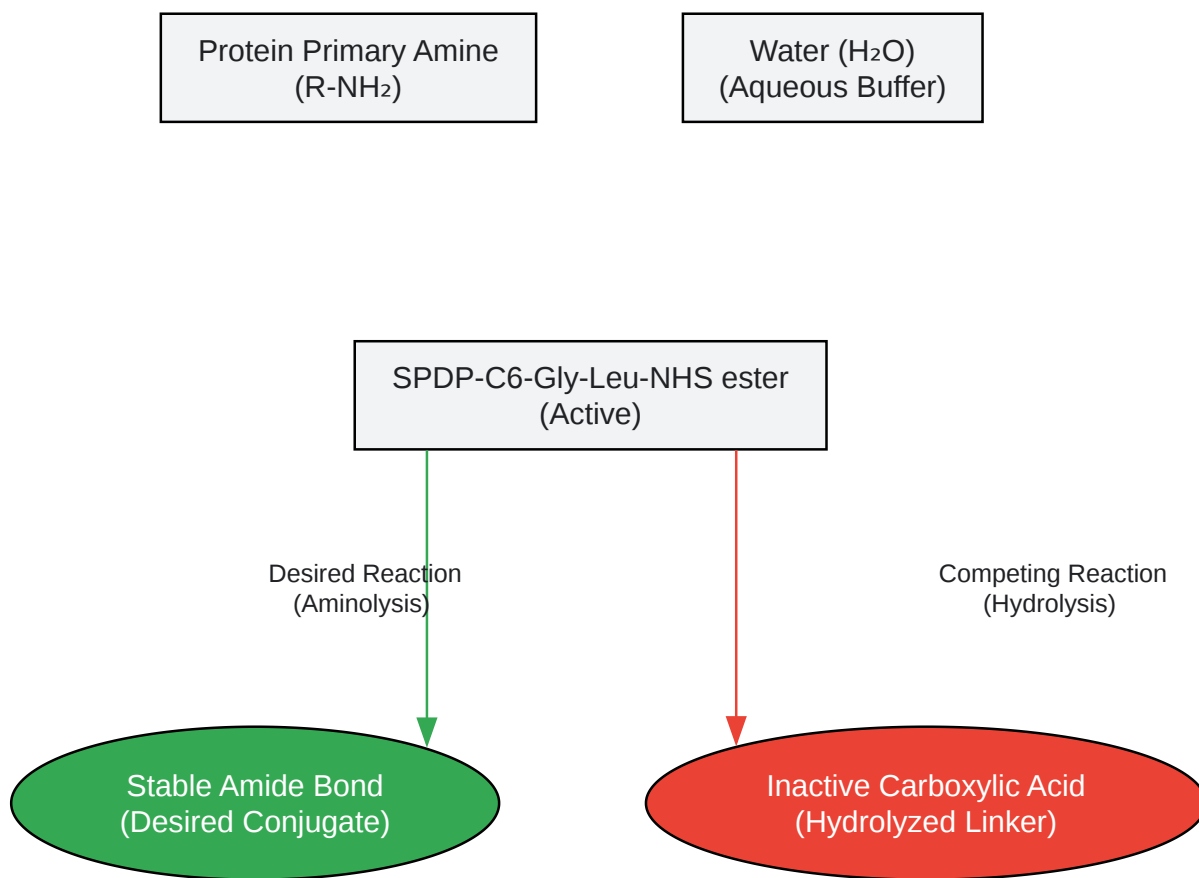 Protein Primary Amine
(R-NH₂)
Water (H₂O)
(Aqueous Buffer)
SPDP-C6-Gly-Leu-NHS ester
(Active)
Desired Reaction
(Aminolysis)
Competing Reaction
(Hydrolysis)
Stable Amide Bond
(Desired Conjugate)
Inactive Carboxylic Acid
(Hydrolyzed Linker)